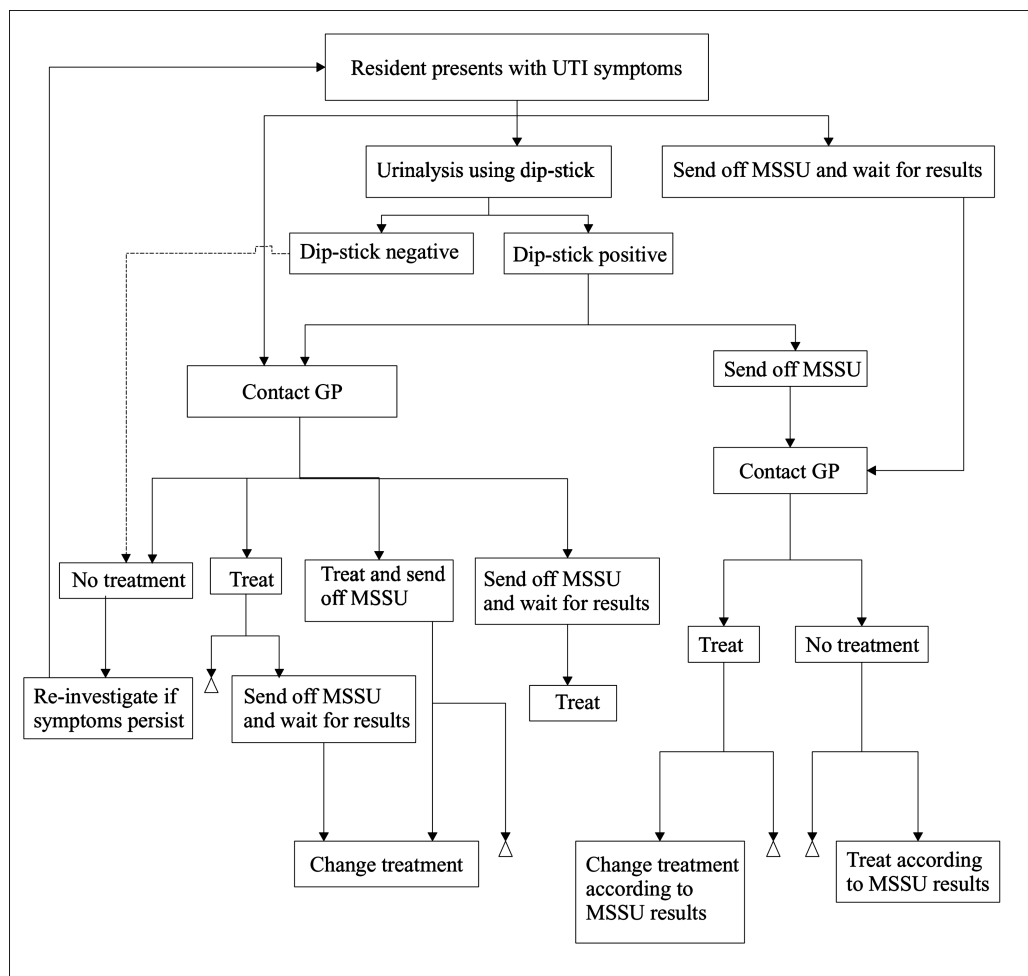 Resident presents with UTI symptoms
Urinalysis using dip-stick
Send off MSSU and wait for results
Dip-stick negative
Dip-stick positive
Send off MSSU
Contact GP
Contact GP
No treatment
Treat
Treat and send
off MSSU
Send off MSSU
and wait for results
Treat
No treatment
Re-investigate if
symptoms persist
Send off MSSU
and wait for results
Treat
Change treatment
Change treatment
according to
MSSU results
Treat according
to MSSU results